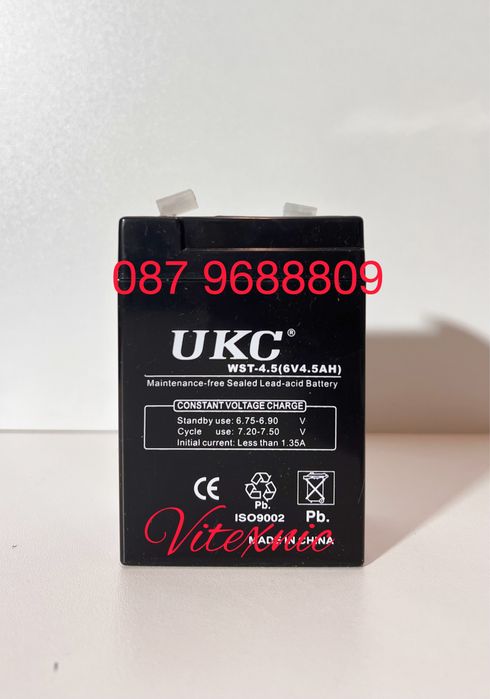 087 9688809
UKC®
WST-4.5(6V4.5AH)
Maintenance-free Sealed Lead-acid Battery
CONSTANT VOLTAGE CHARGE
Standby use: 6.75-6.90 V
Cycle use: 7.20-7.50 V
Initial current: Less than 1.35A
CE
Pb.
ISO9002
Pb.
Vitexnic
MADE IN CHINA